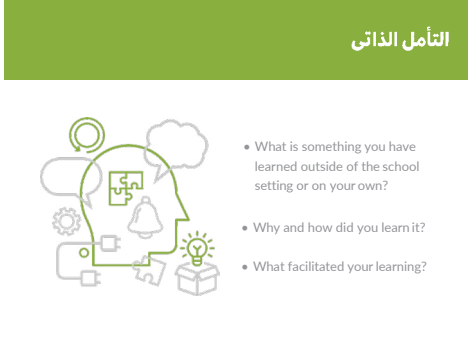 التأمل الذاتى
• What is something you have
learned outside of the school
setting or on your own?
• Why and how did you learn it?
• What facilitated your learning?